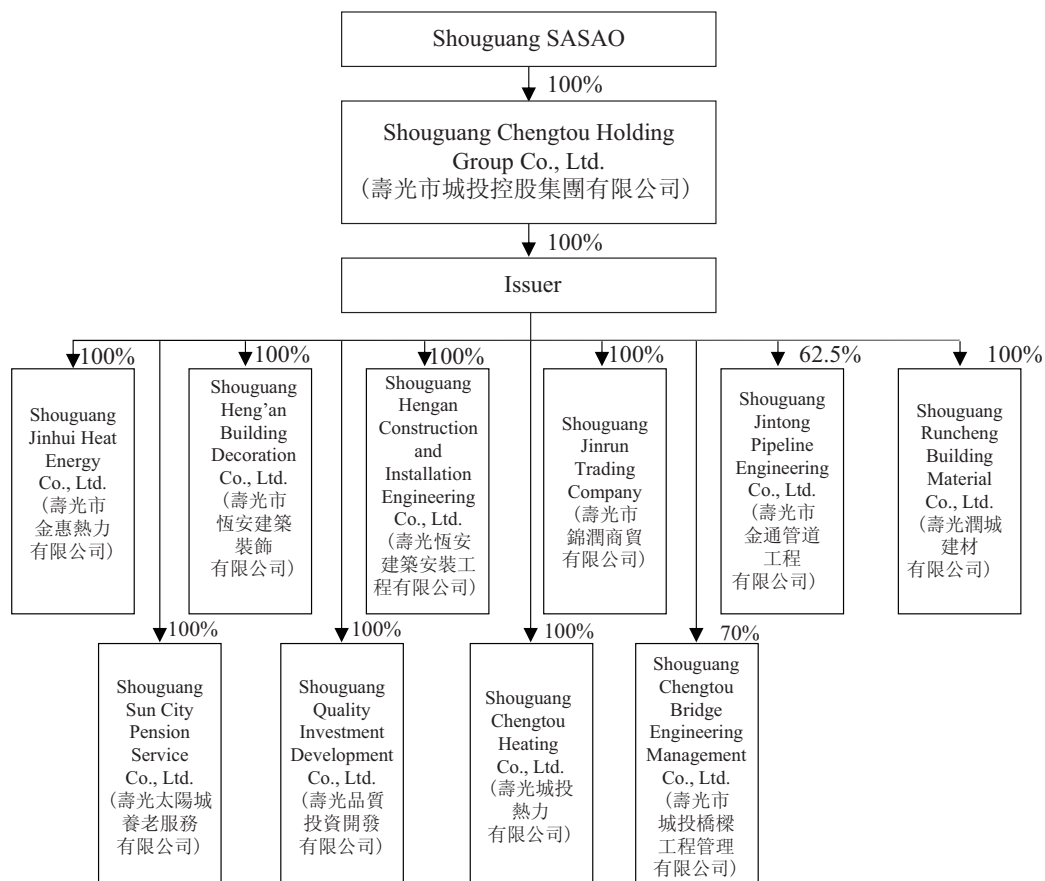 Shouguang SASAO
100%
Shouguang Chengtou Holding
Group Co., Ltd.
（壽光市城投控股集團有限公司）
100%
Issuer
100%
Shouguang
Jinhui Heat
Energy
Co., Ltd.
（壽光市
金惠熱力
有限公司）
100%
Shouguang
Heng’an
Building
Decoration
Co., Ltd.
（壽光市
恆安建築
裝飾
有限公司）
100%
Shouguang
Hengan
Construction
and
Installation
Engineering
Co., Ltd.
（壽光恆安
建築安裝工
程有限公司）
100%
Shouguang
Jinrun
Trading
Company
（壽光市
錦潤商貿
有限公司）
62.5%
Shouguang
Jintong
Pipeline
Engineering
Co., Ltd.
（壽光市
金通管道
工程
有限公司）
100%
Shouguang
Runcheng
Building
Material
Co., Ltd.
（壽光潤城
建材
有限公司）
100%
Shouguang
Sun City
Pension
Service
Co., Ltd.
（壽光太陽城
養老服務
有限公司）
100%
Shouguang
Quality
Investment
Development
Co., Ltd.
（壽光品質
投資開發
有限公司）
100%
Shouguang
Chengtou
Heating
Co., Ltd.
（壽光城投
熱力
有限公司）
70%
Shouguang
Chengtou
Bridge
Engineering
Management
Co., Ltd.
（壽光市
城投橋樑
工程管理
有限公司）